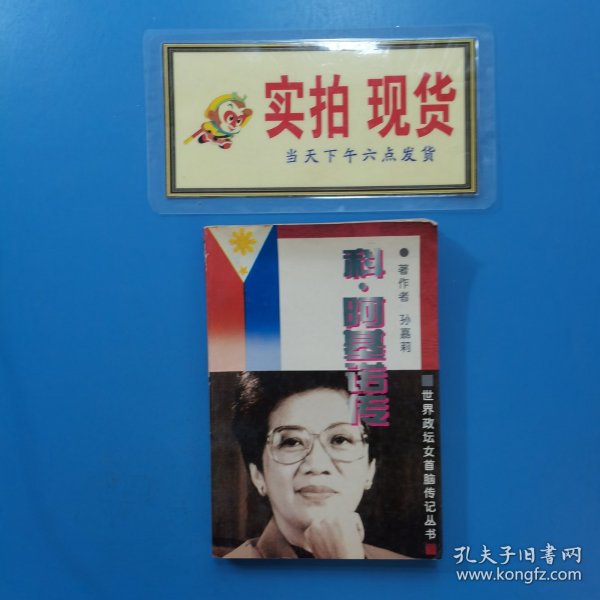 实拍 现货
当天下午六点发货
科·阿基诺传
著作者 孙嘉莉
世界政坛女首脑传记丛书
孔夫子旧书网
www.kongfz.com